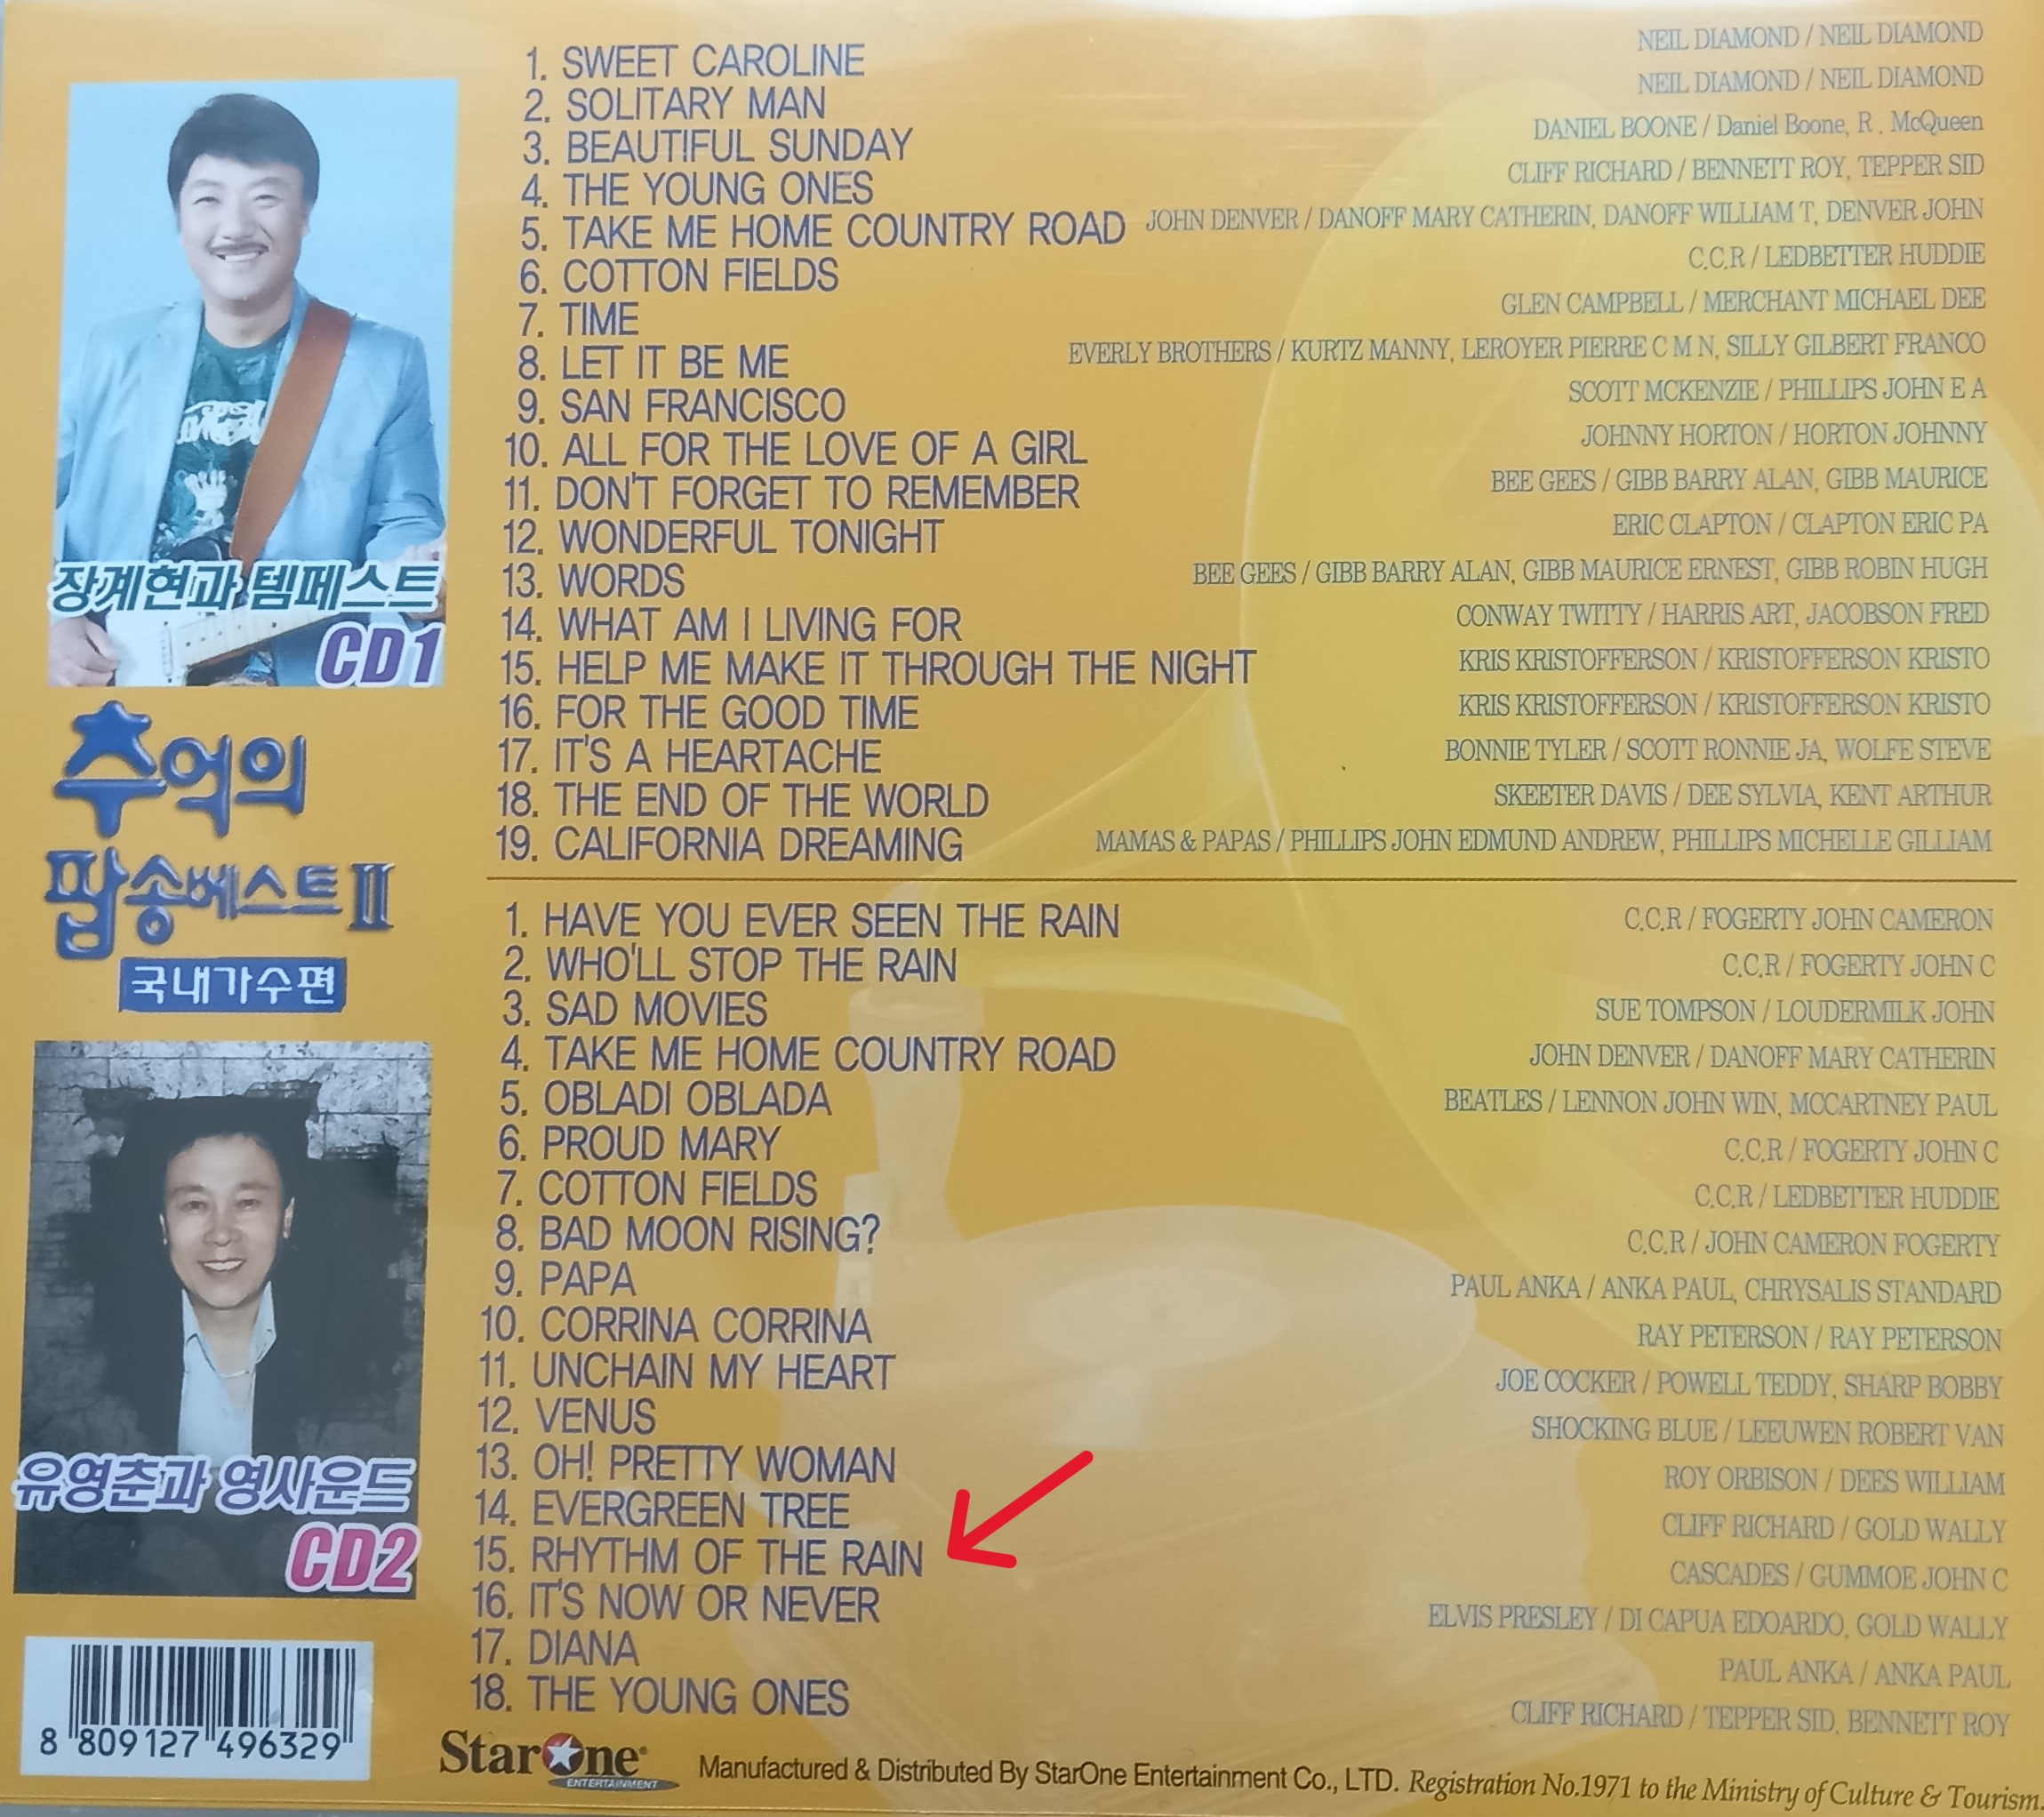 1. SWEET CAROLINE NEIL DIAMOND / NEIL DIAMOND
2. SOLITARY MAN NEIL DIAMOND / NEIL DIAMOND
3. BEAUTIFUL SUNDAY DANIEL BOONE / Daniel Boone, R . McQueen
4. THE YOUNG ONES CLIFF RICHARD / BENNETT ROY, TEPPER SID
5. TAKE ME HOME COUNTRY ROAD JOHN DENVER / DANOFF MARY CATHERIN, DANOFF WILLIAM T, DENVER JOHN
6. COTTON FIELDS C.C.R / LEDBETTER HUDDIE
7. TIME GLEN CAMPBELL / MERCHANT MICHAEL DEE
8. LET IT BE ME EVERLY BROTHERS / KURTZ MANNY, LEROYER PIERRE C M N, SILLY GILBERT FRANCO
9. SAN FRANCISCO SCOTT MCKENZIE / PHILLIPS JOHN E A
10. ALL FOR THE LOVE OF A GIRL JOHNNY HORTON / HORTON JOHNNY
11. DON'T FORGET TO REMEMBER BEE GEES / GIBB BARRY ALAN, GIBB MAURICE
12. WONDERFUL TONIGHT ERIC CLAPTON / CLAPTON ERIC PA
13. WORDS BEE GEES / GIBB BARRY ALAN, GIBB MAURICE ERNEST, GIBB ROBIN HUGH
14. WHAT AM I LIVING FOR CONWAY TWITTY / HARRIS ART, JACOBSON FRED
15. HELP ME MAKE IT THROUGH THE NIGHT KRIS KRISTOFFERSON / KRISTOFFERSON KRISTO
16. FOR THE GOOD TIME KRIS KRISTOFFERSON / KRISTOFFERSON KRISTO
17. IT'S A HEARTACHE BONNIE TYLER / SCOTT RONNIE JA, WOLFE STEVE
18. THE END OF THE WORLD SKEETER DAVIS / DEE SYLVIA, KENT ARTHUR
19. CALIFORNIA DREAMING MAMAS & PAPAS / PHILLIPS JOHN EDMUND ANDREW, PHILLIPS MICHELLE GILLIAM
장계현과 템페스트
CD1
추억의
팝송베스트 II
국내가수편
1. HAVE YOU EVER SEEN THE RAIN C.C.R / FOGERTY JOHN CAMERON
2. WHO'LL STOP THE RAIN C.C.R / FOGERTY JOHN C
3. SAD MOVIES SUE TOMPSON / LOUDERMILK JOHN
4. TAKE ME HOME COUNTRY ROAD JOHN DENVER / DANOFF MARY CATHERIN
5. OBLADI OBLADA BEATLES / LENNON JOHN WIN, MCCARTNEY PAUL
6. PROUD MARY C.C.R / FOGERTY JOHN C
7. COTTON FIELDS C.C.R / LEDBETTER HUDDIE
8. BAD MOON RISING? C.C.R / JOHN CAMERON FOGERTY
9. PAPA PAUL ANKA / ANKA PAUL, CHRYSALIS STANDARD
10. CORRINA CORRINA RAY PETERSON / RAY PETERSON
11. UNCHAIN MY HEART JOE COCKER / POWELL TEDDY, SHARP BOBBY
12. VENUS SHOCKING BLUE / LEEUWEN ROBERT VAN
13. OH! PRETTY WOMAN ROY ORBISON / DEES WILLIAM
14. EVERGREEN TREE CLIFF RICHARD / GOLD WALLY
15. RHYTHM OF THE RAIN CASCADES / GUMMOE JOHN C
16. IT'S NOW OR NEVER ELVIS PRESLEY / DI CAPUA EDOARDO, GOLD WALLY
17. DIANA PAUL ANKA / ANKA PAUL
18. THE YOUNG ONES CLIFF RICHARD / TEPPER SID, BENNETT ROY
유영춘과 영사운드
CD2
8 809127 496329
StarOne ENTERTAINMENT
Manufactured & Distributed By StarOne Entertainment Co., LTD. Registration No.1971 to the Ministry of Culture & Tourism